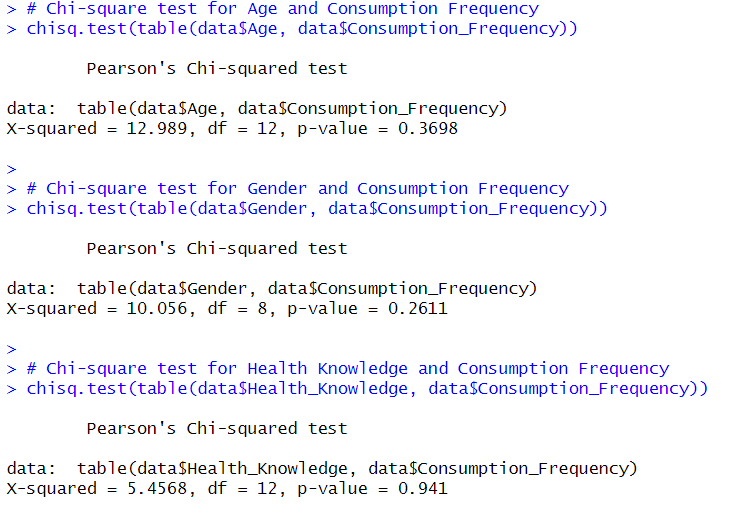 > # Chi-square test for Age and Consumption Frequency
> chisq.test(table(data$Age, data$Consumption_Frequency))
Pearson's Chi-squared test
data:  table(data$Age, data$Consumption_Frequency)
X-squared = 12.989, df = 12, p-value = 0.3698
>
> # Chi-square test for Gender and Consumption Frequency
> chisq.test(table(data$Gender, data$Consumption_Frequency))
Pearson's Chi-squared test
data:  table(data$Gender, data$Consumption_Frequency)
X-squared = 10.056, df = 8, p-value = 0.2611
>
> # Chi-square test for Health Knowledge and Consumption Frequency
> chisq.test(table(data$Health_Knowledge, data$Consumption_Frequency))
Pearson's Chi-squared test
data:  table(data$Health_Knowledge, data$Consumption_Frequency)
X-squared = 5.4568, df = 12, p-value = 0.941